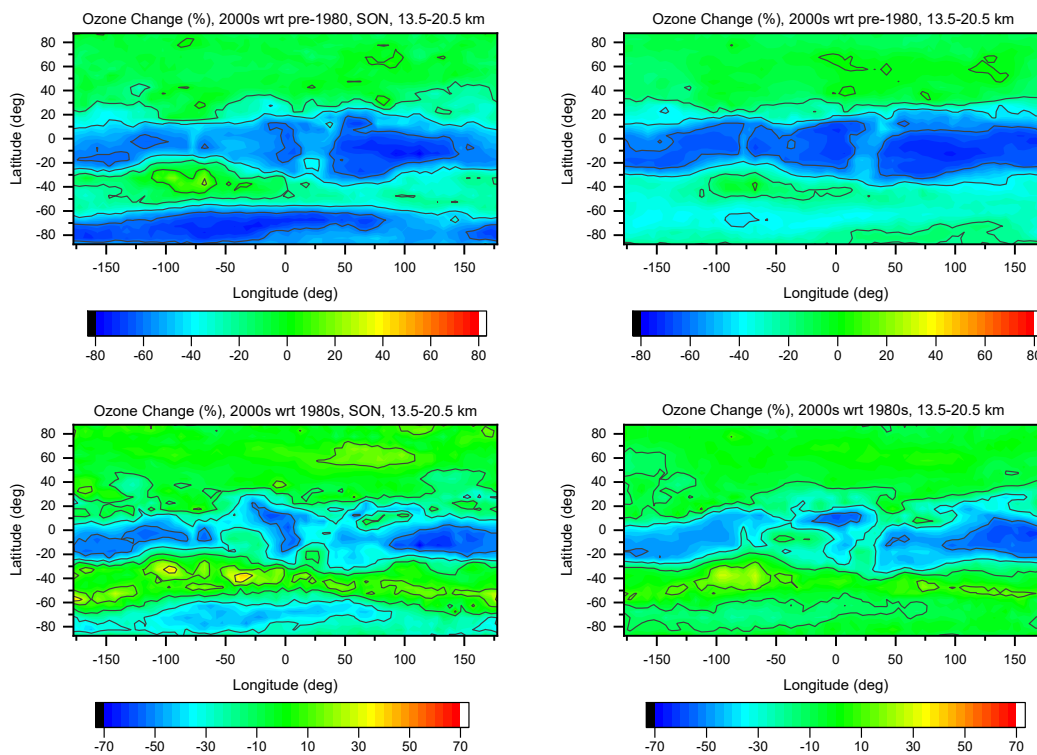 Ozone Change (%), 2000s wrt pre-1980, SON, 13.5-20.5 km
80
60
40
20
0
-20
-40
-60
-80
Latitude (deg)
-150 -100 -50 0 50 100 150
Longitude (deg)
-80 -60 -40 -20 0 20 40 60 80
Ozone Change (%), 2000s wrt pre-1980, 13.5-20.5 km
80
60
40
20
0
-20
-40
-60
-80
Latitude (deg)
-150 -100 -50 0 50 100 150
Longitude (deg)
-80 -60 -40 -20 0 20 40 60 80
Ozone Change (%), 2000s wrt 1980s, SON, 13.5-20.5 km
80
60
40
20
0
-20
-40
-60
-80
Latitude (deg)
-150 -100 -50 0 50 100 150
Longitude (deg)
-70 -50 -30 -10 10 30 50 70
Ozone Change (%), 2000s wrt 1980s, 13.5-20.5 km
80
60
40
20
0
-20
-40
-60
-80
Latitude (deg)
-150 -100 -50 0 50 100 150
Longitude (deg)
-70 -50 -30 -10 10 30 50 70